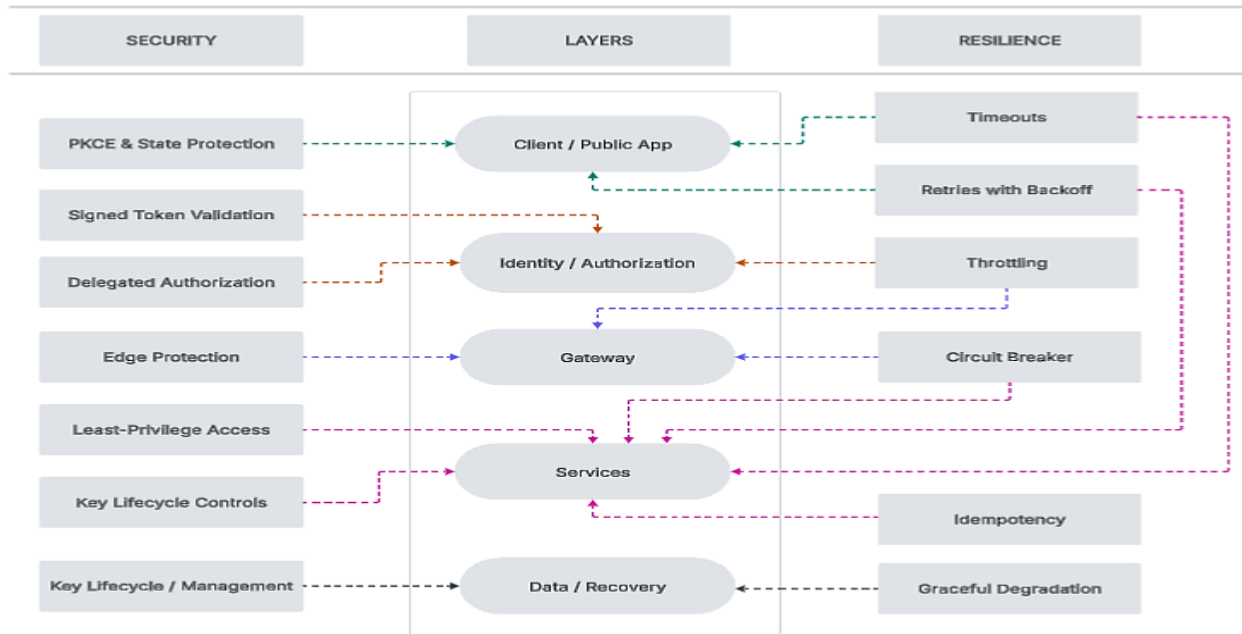 SECURITY
LAYERS
RESILIENCE
PKCE & State Protection
Client / Public App
Timeouts
Signed Token Validation
Retries with Backoff
Delegated Authorization
Identity / Authorization
Throttling
Edge Protection
Gateway
Circuit Breaker
Least-Privilege Access
Services
Key Lifecycle Controls
Idempotency
Key Lifecycle / Management
Data / Recovery
Graceful Degradation